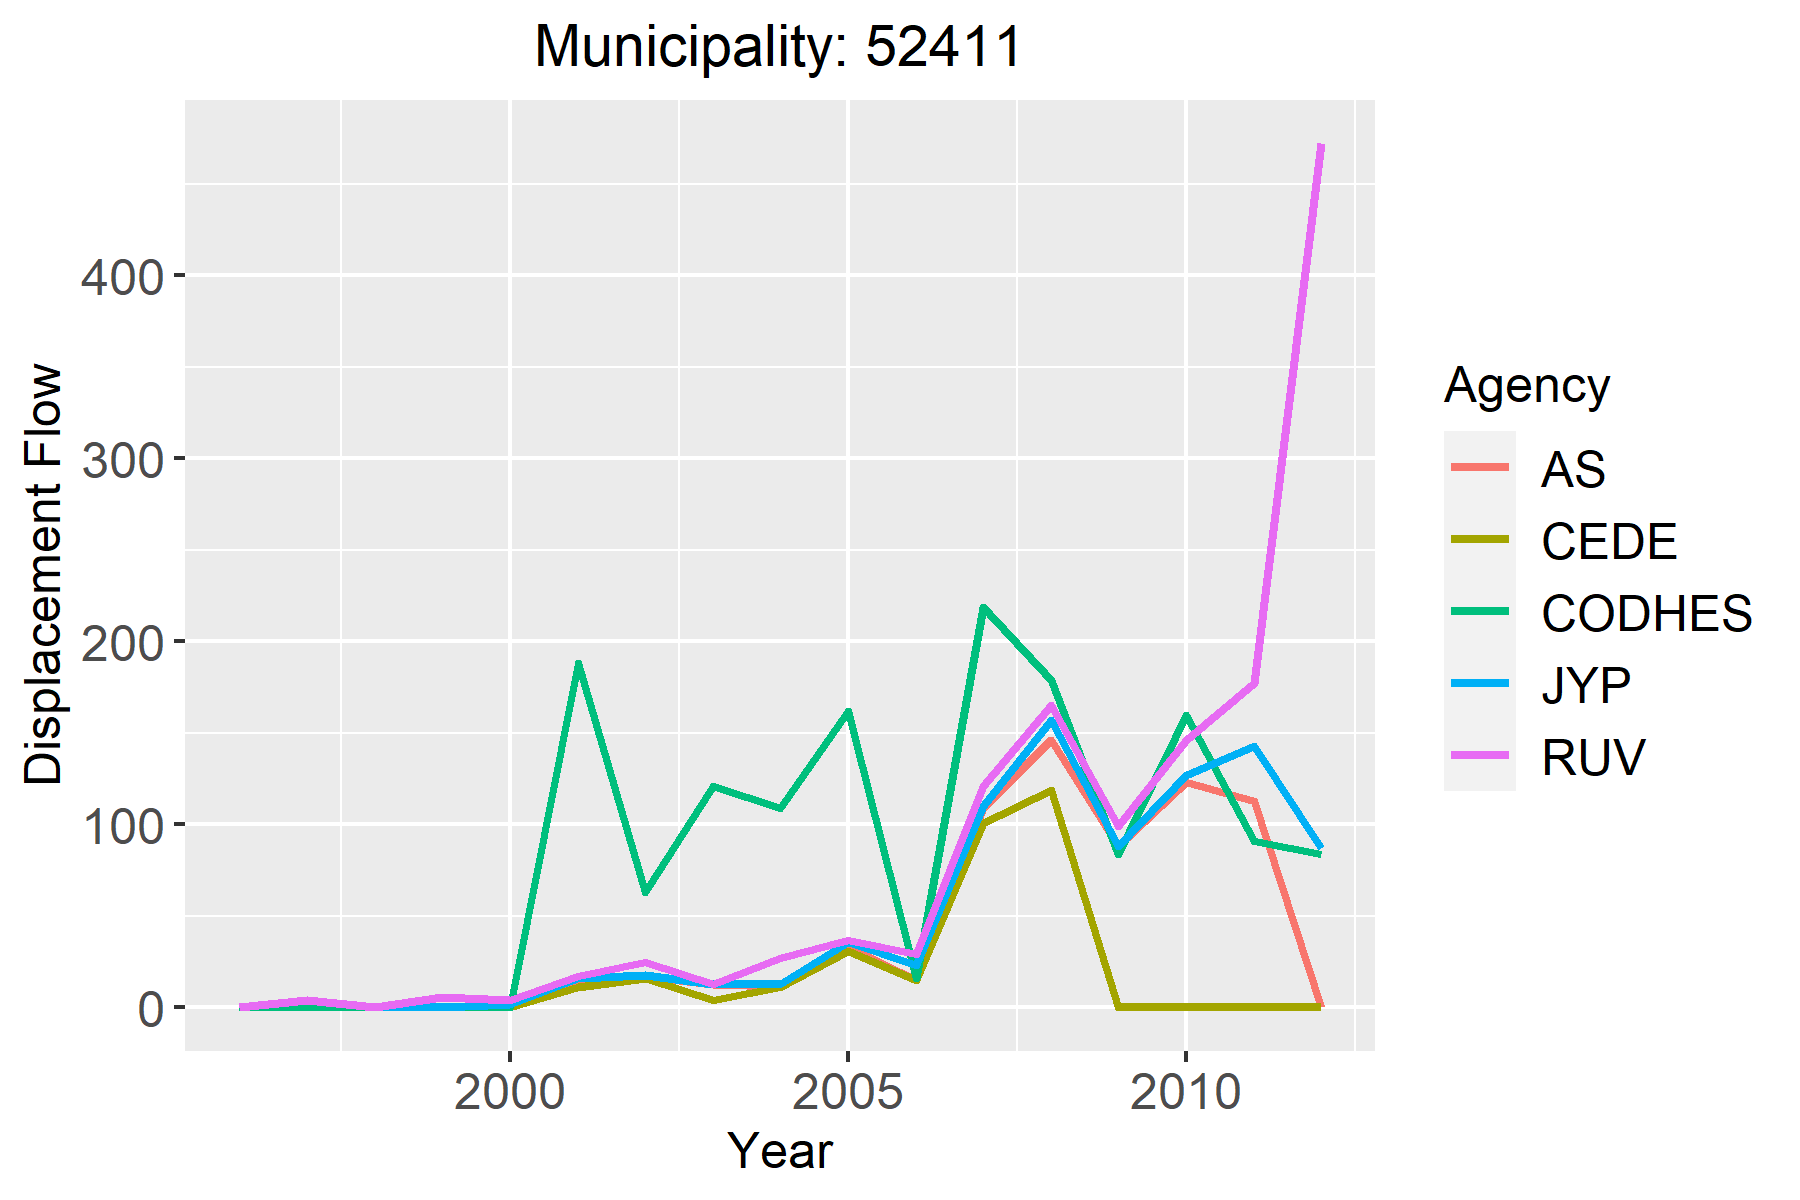 Municipality: 52411
Displacement Flow
400
300
200
100
0
2000 2005 2010
Year
Agency
AS
CEDE
CODHES
JYP
RUV